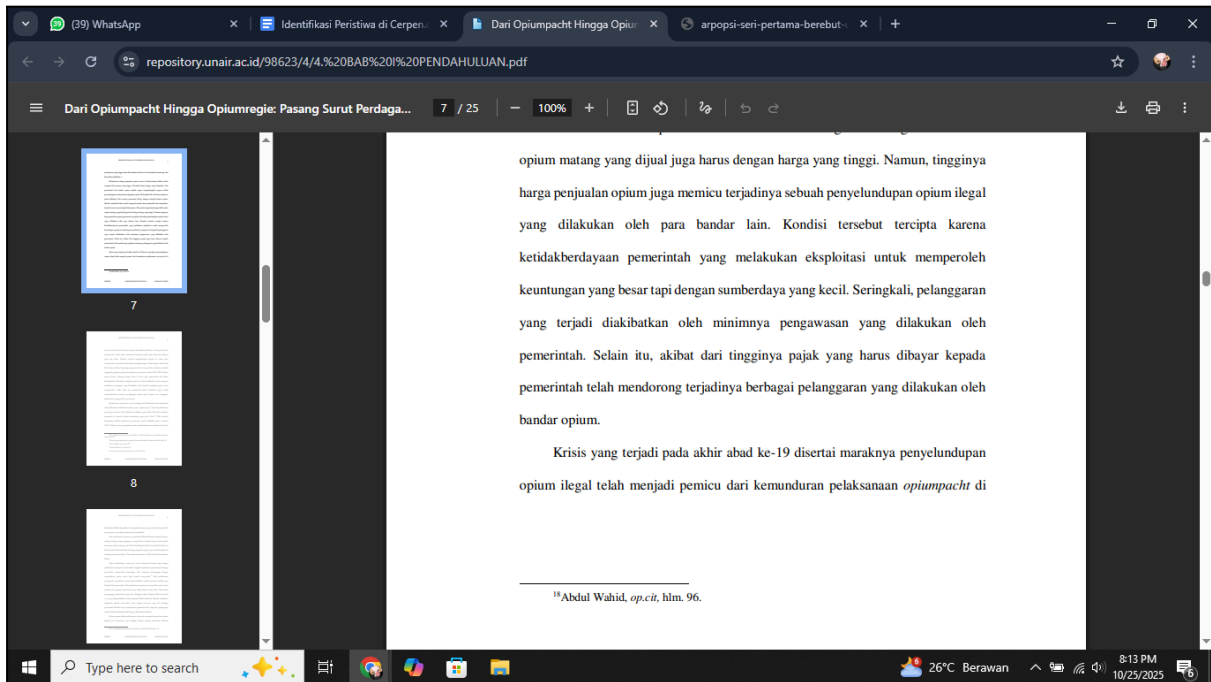 (39) WhatsApp
Identifikasi Peristiwa di Cerpen.
Dari Opiumpacht Hingga Opium
arpopsi-seri-pertama-berebut-
repository.unair.ac.id/98623/4/4.%20BAB%20I%20PENDAHULUAN.pdf
Dari Opiumpacht Hingga Opiumregie: Pasang Surut Perdaga...
7 / 25
100%
7
8
opium matang yang dijual juga harus dengan harga yang tinggi. Namun, tingginya
harga penjualan opium juga memicu terjadinya sebuah penyelundupan opium ilegal
yang dilakukan oleh para bandar lain. Kondisi tersebut tercipta karena
ketidakberdayaan pemerintah yang melakukan eksploitasi untuk memperoleh
keuntungan yang besar tapi dengan sumberdaya yang kecil. Seringkali, pelanggaran
yang terjadi diakibatkan oleh minimnya pengawasan yang dilakukan oleh
pemerintah. Selain itu, akibat dari tingginya pajak yang harus dibayar kepada
pemerintah telah mendorong terjadinya berbagai pelanggaran yang dilakukan oleh
bandar opium.
Krisis yang terjadi pada akhir abad ke-19 disertai maraknya penyelundupan
opium ilegal telah menjadi pemicu dari kemunduran pelaksanaan opiumpacht di
18Abdul Wahid, op.cit, hlm. 96.
Type here to search
26°C Berawan
8:13 PM
10/25/2025
6